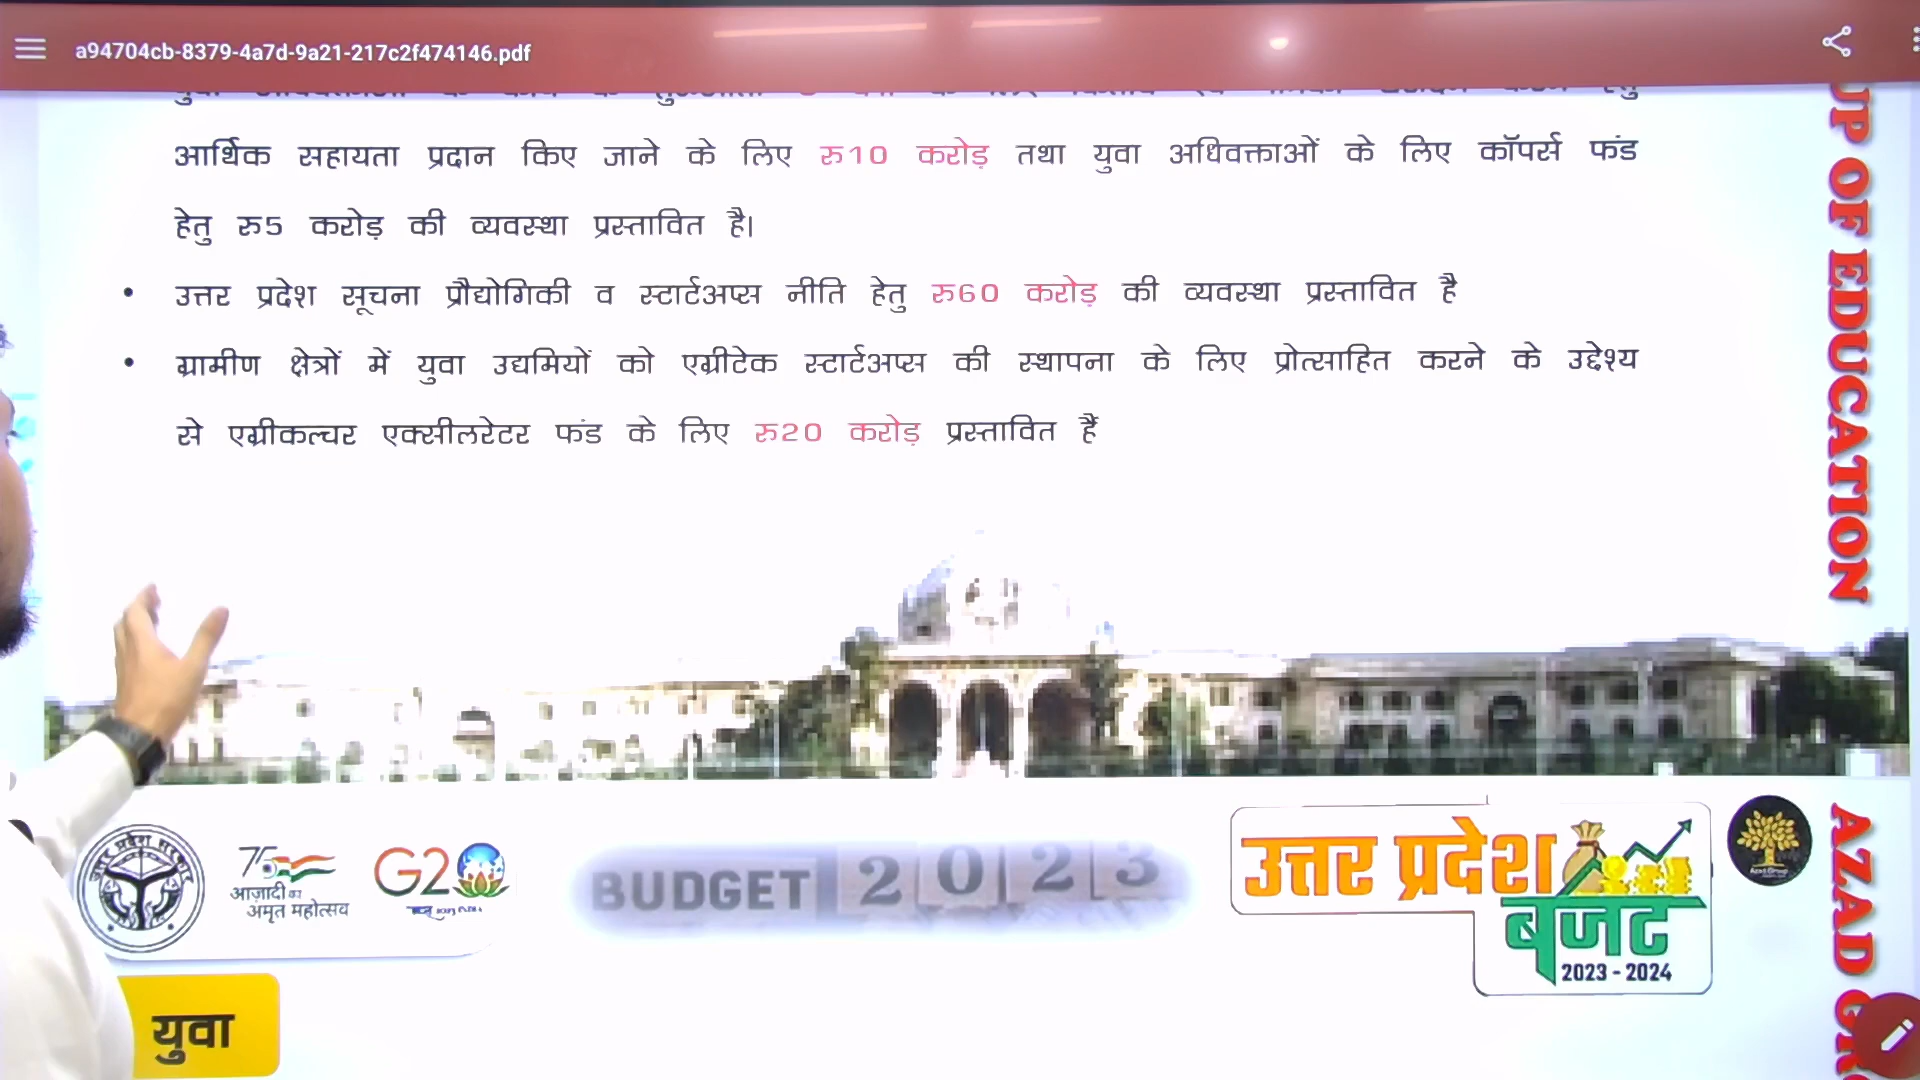 a94704cb-8379-4a7d-9a21-217c2f474146.pdf
आर्थिक सहायता प्रदान किए जाने के लिए रु10 करोड़ तथा युवा अधिवक्ताओं के लिए कॉपर्स फंड
हेतु रु5 करोड़ की व्यवस्था प्रस्तावित है।
• उत्तर प्रदेश सूचना प्रौद्योगिकी व स्टार्टअप्स नीति हेतु रु60 करोड़ की व्यवस्था प्रस्तावित है
• ग्रामीण क्षेत्रों में युवा उद्यमियों को एग्रीटेक स्टार्टअप्स की स्थापना के लिए प्रोत्साहित करने के उद्देश्य
से एग्रीकल्चर एक्सीलरेटर फंड के लिए रु20 करोड़ प्रस्तावित हैं
UP OF EDUCATION
75
आज़ादी का
अमृत महोत्सव
G20
BUDGET 2023
उत्तर प्रदेश
बजट
2023 - 2024
Azad Group
AZAD
युवा